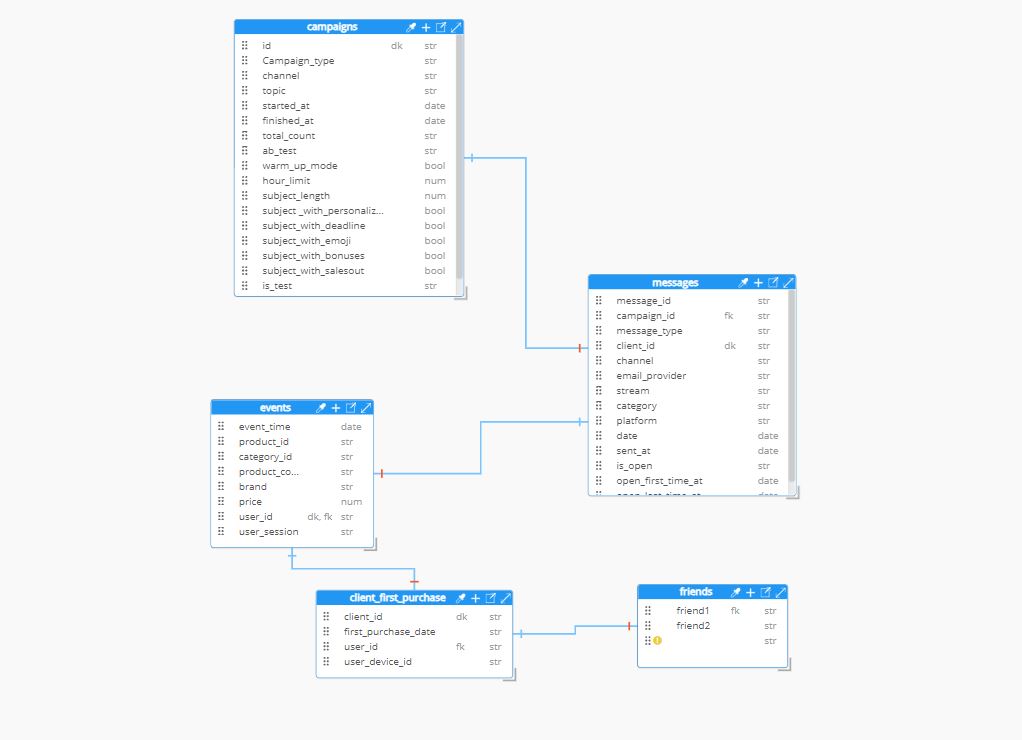 campaigns
id dk str
Campaign_type str
channel str
topic str
started_at date
finished_at date
total_count str
ab_test str
warm_up_mode bool
hour_limit num
subject_length num
subject _with_personaliz... bool
subject_with_deadline bool
subject_with_emoji bool
subject_with_bonuses bool
subject_with_salesout bool
is_test str
messages
message_id str
campaign_id fk str
message_type str
client_id dk str
channel str
email_provider str
stream str
category str
platform str
date date
sent_at date
is_open str
open_first_time_at date
open_last_time_at date
events
event_time date
product_id str
category_id str
product_co... str
brand str
price num
user_id dk, fk str
user_session str
client_first_purchase
client_id dk str
first_purchase_date str
user_id fk str
user_device_id str
friends
friend1 fk str
friend2 str
str